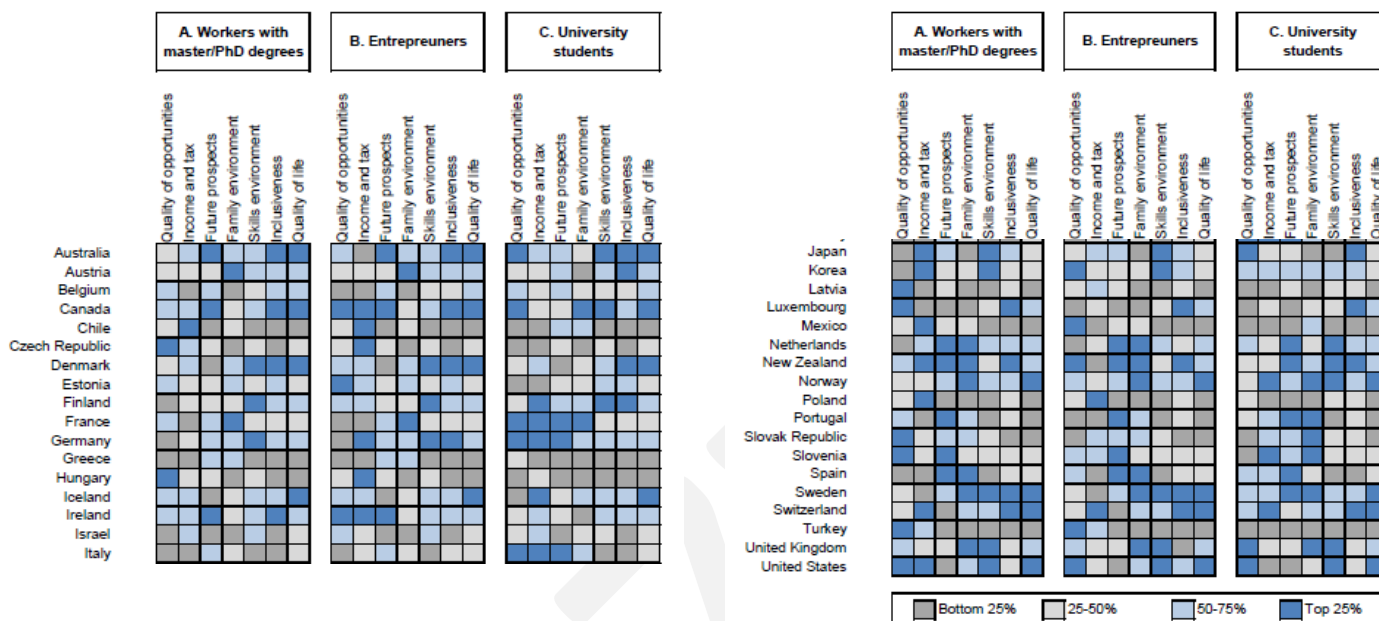 A. Workers with
master/PhD degrees
B. Entrepreuners
C. University
students
Quality of opportunities
Income and tax
Future prospects
Family environment
Skills environment
Inclusiveness
Quality of life
Quality of opportunities
Income and tax
Future prospects
Family environment
Skills environment
Inclusiveness
Quality of life
Quality of opportunities
Income and tax
Future prospects
Family environment
Skills environment
Inclusiveness
Quality of life
Australia
Austria
Belgium
Canada
Chile
Czech Republic
Denmark
Estonia
Finland
France
Germany
Greece
Hungary
Iceland
Ireland
Israel
Italy
A. Workers with
master/PhD degrees
B. Entrepreuners
C. University
students
Quality of opportunities
Income and tax
Future prospects
Family environment
Skills environment
Inclusiveness
Quality of life
Quality of opportunities
Income and tax
Future prospects
Family environment
Skills environment
Inclusiveness
Quality of life
Quality of opportunities
Income and tax
Future prospects
Family environment
Skills environment
Inclusiveness
Quality of life
Japan
Korea
Latvia
Luxembourg
Mexico
Netherlands
New Zealand
Norway
Poland
Portugal
Slovak Republic
Slovenia
Spain
Sweden
Switzerland
Turkey
United Kingdom
United States
Bottom 25% 25-50% 50-75% Top 25%